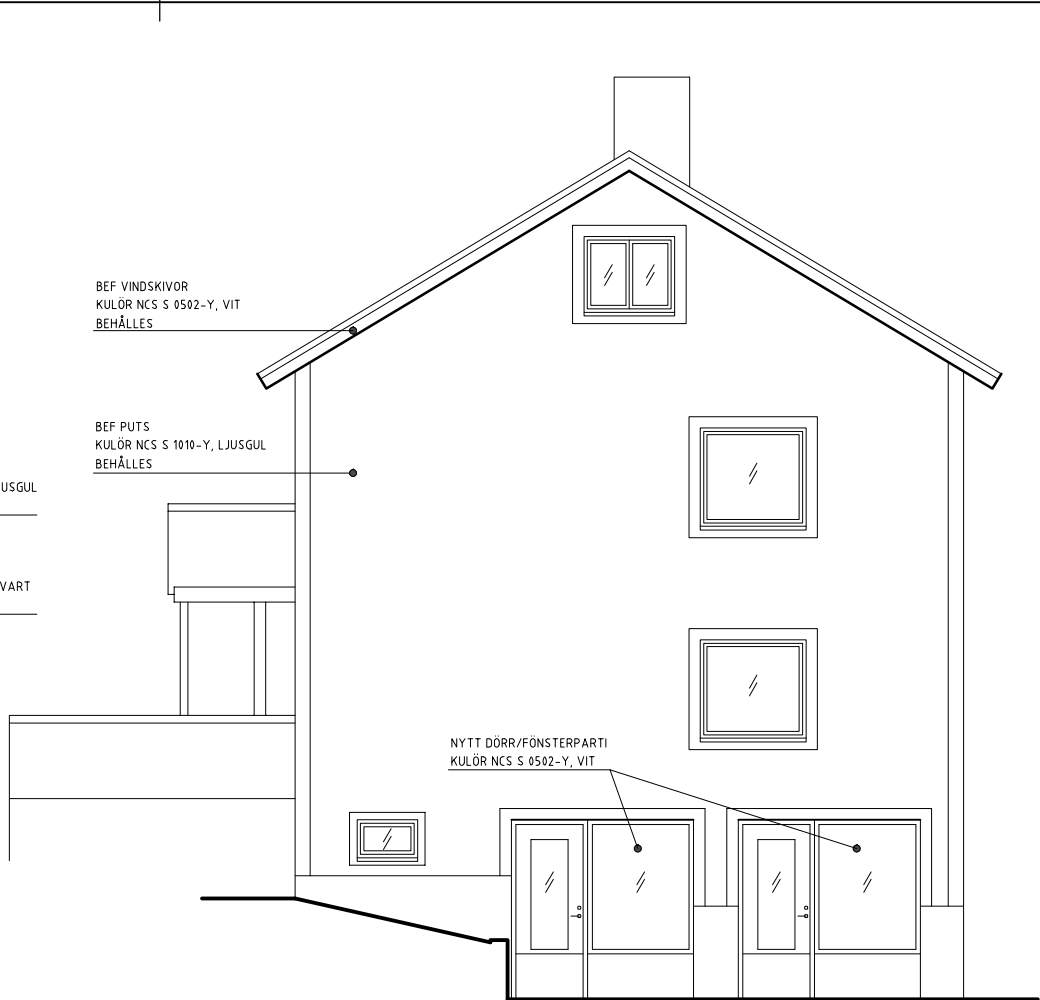 BEF VINDSKIVOR
KULÖR NCS S 0502-Y, VIT
BEHÅLLES
BEF PUTS
KULÖR NCS S 1010-Y, LJUSGUL
BEHÅLLES
USGUL
VART
NYTT DÖRR/FÖNSTERPARTI
KULÖR NCS S 0502-Y, VIT